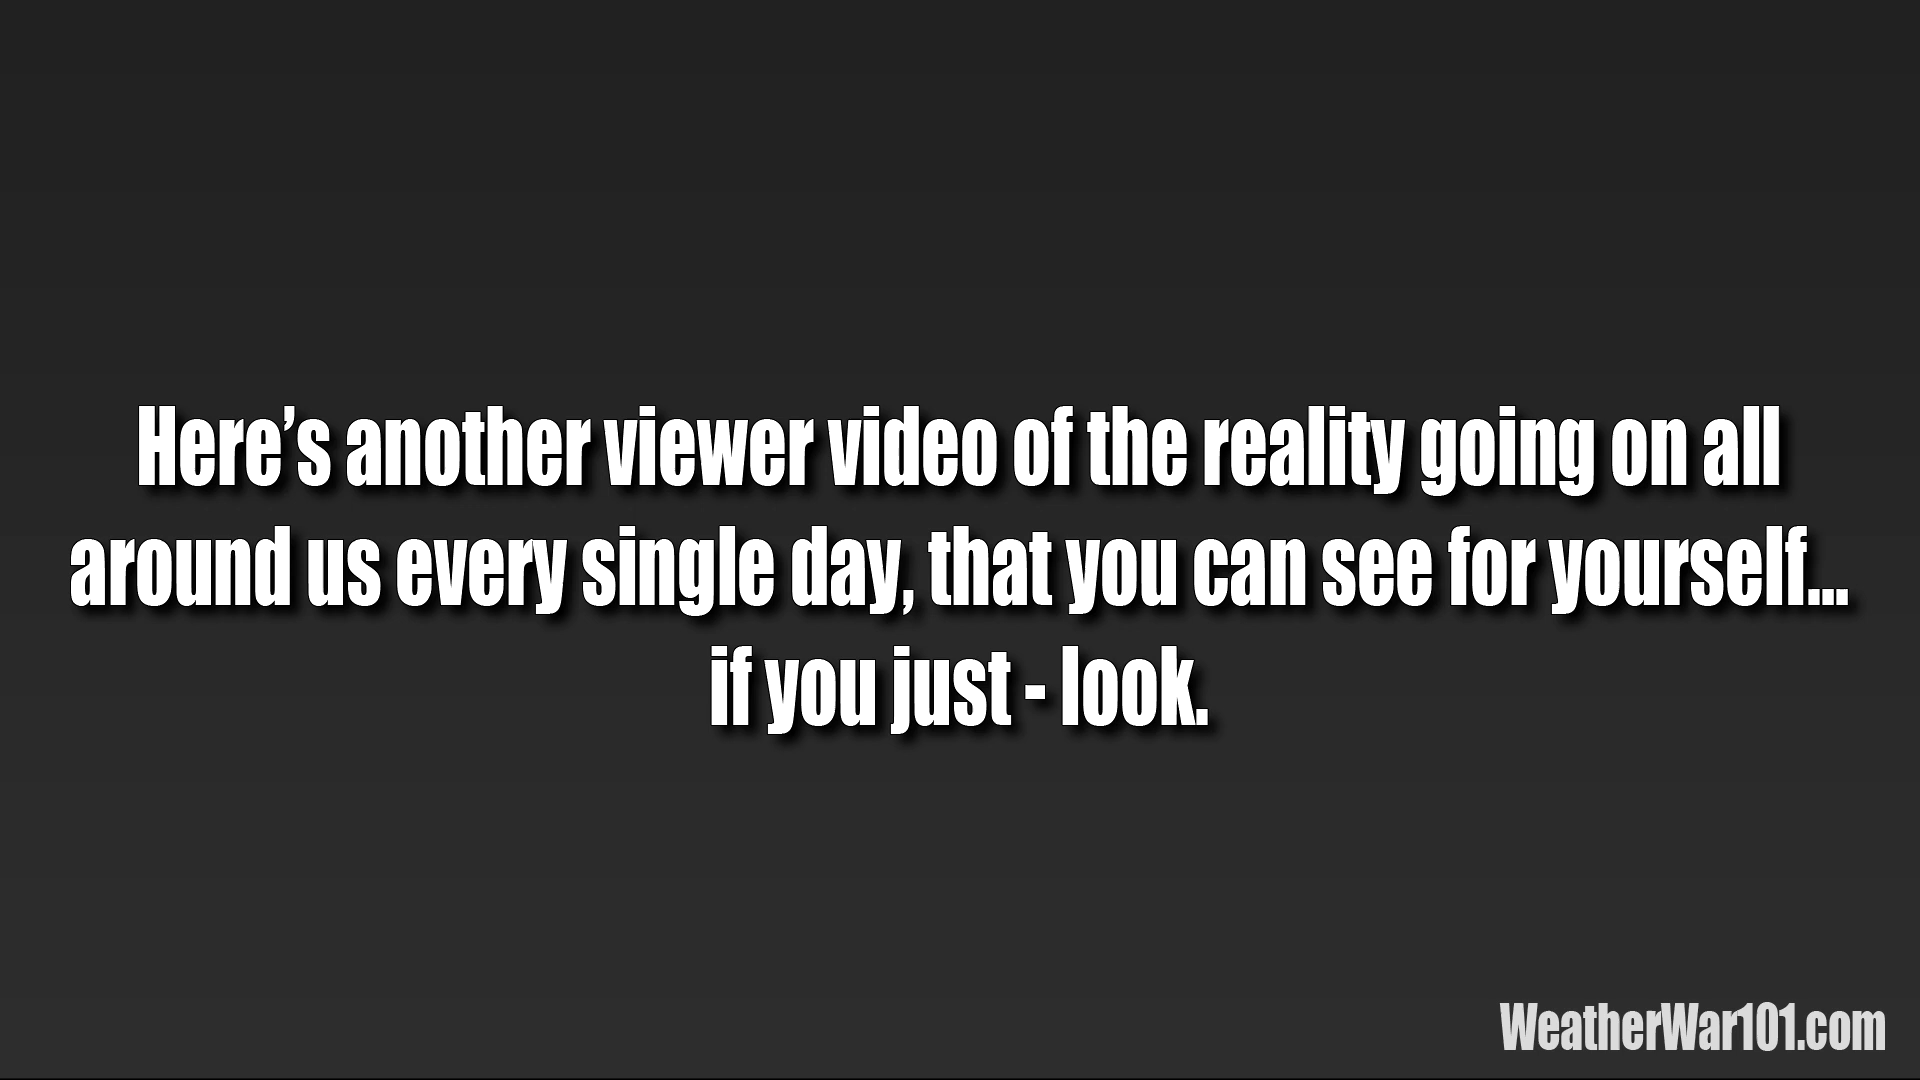 Here’s another viewer video of the reality going on all
around us every single day, that you can see for yourself...
if you just - look.
WeatherWar101.com